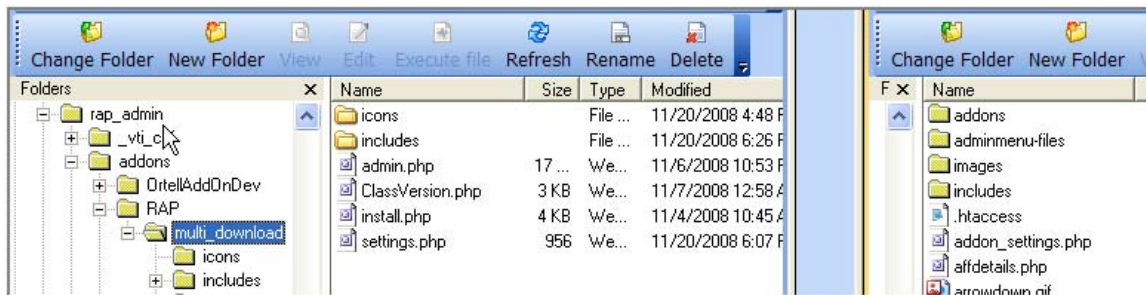 Change Folder New Folder View Edit Execute file Refresh Rename Delete
Folders
rap_admin
addons
OrtellAddOnDev
RAP
multi_download
icons
includes
Name Size Type Modified
icons File ... 11/20/2008 4:48
includes File ... 11/20/2008 6:26
admin.php 17 ... We... 11/6/2008 10:53
ClassVersion.php 3 KB We... 11/7/2008 12:58
install.php 4 KB We... 11/4/2008 10:45
settings.php 956 We... 11/20/2008 6:07
Change Folder New Folder
F Name
addons
adminmenu-files
images
includes
.htaccess
addon_settings.php
affdetails.php
arrowdown.gif